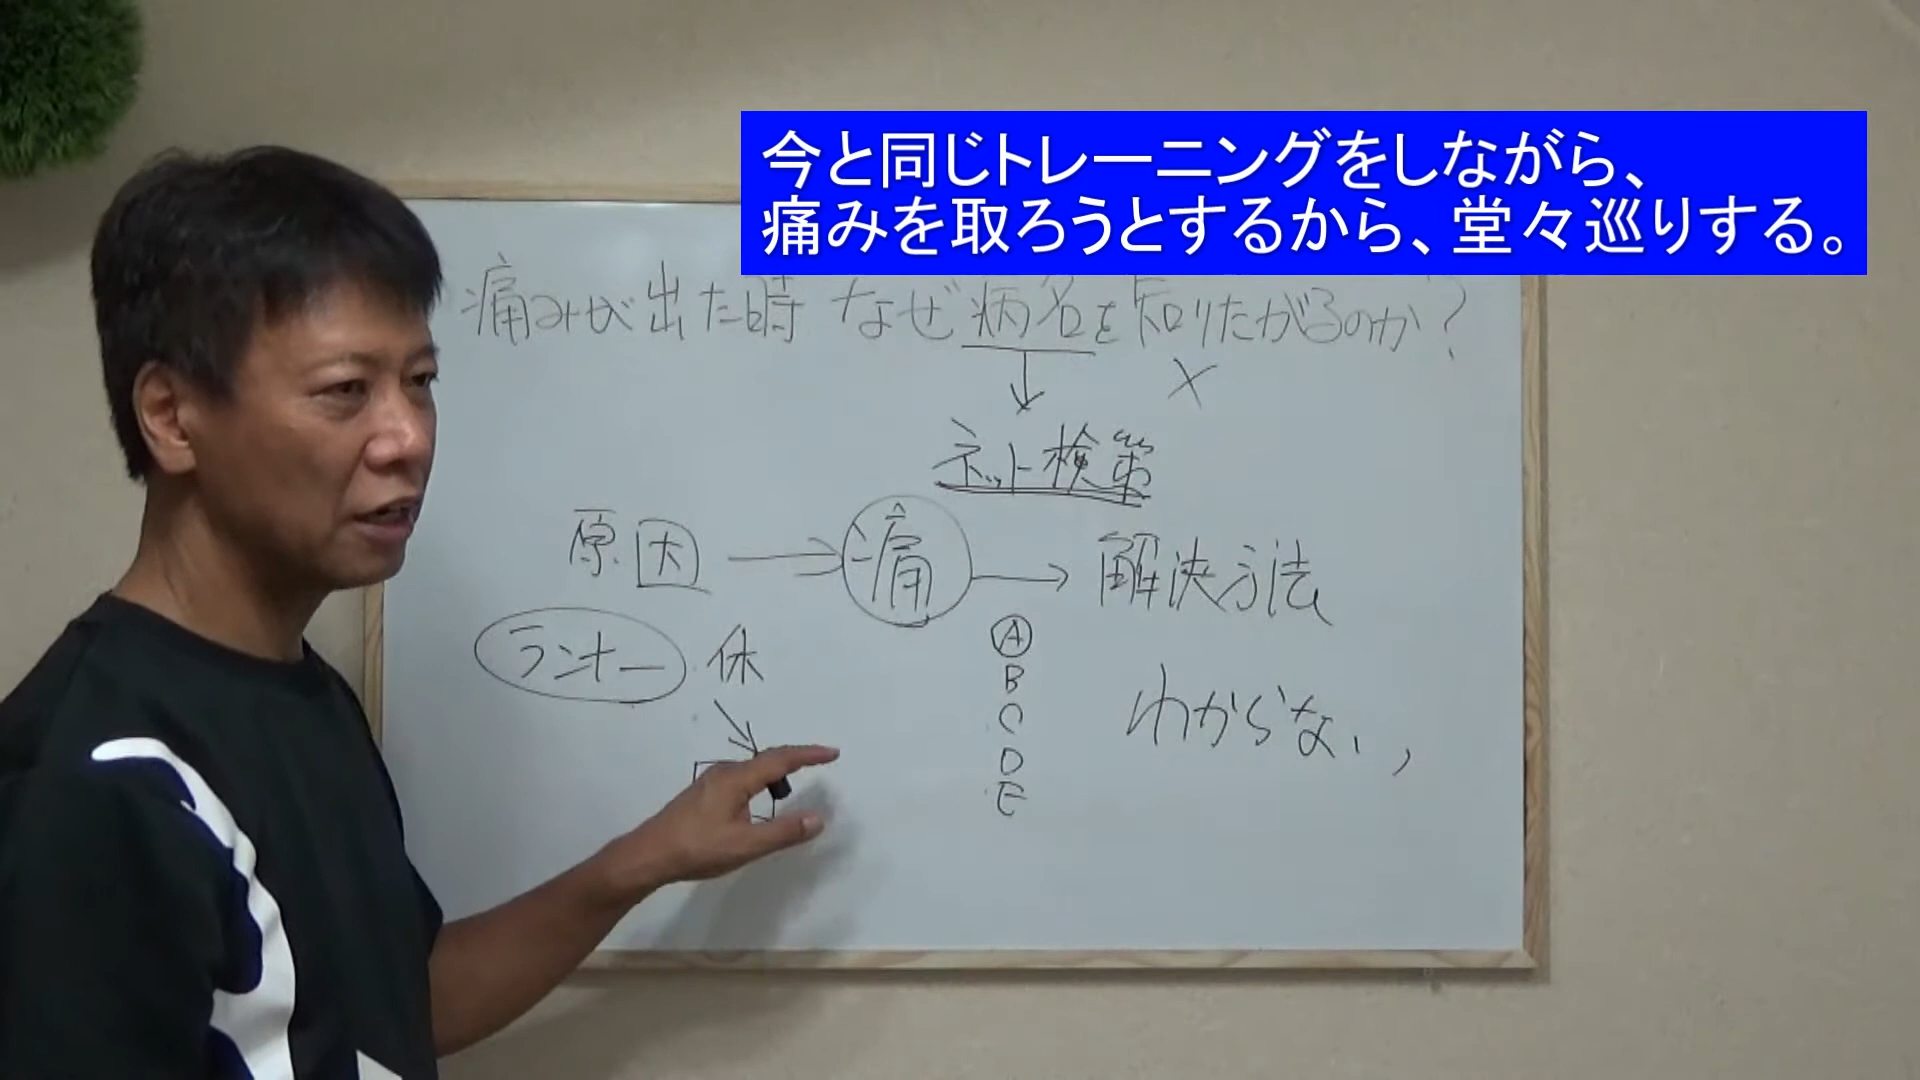 今と同じトレーニングをしながら、
痛みを取ろうとするから、堂々巡りする。
痛みが出た時 なぜ病名を知りたがるのか?
×
ネット検策
原因 → 痛 → 解決方法
ランナー 休
A
B
C
D
E
わからない,